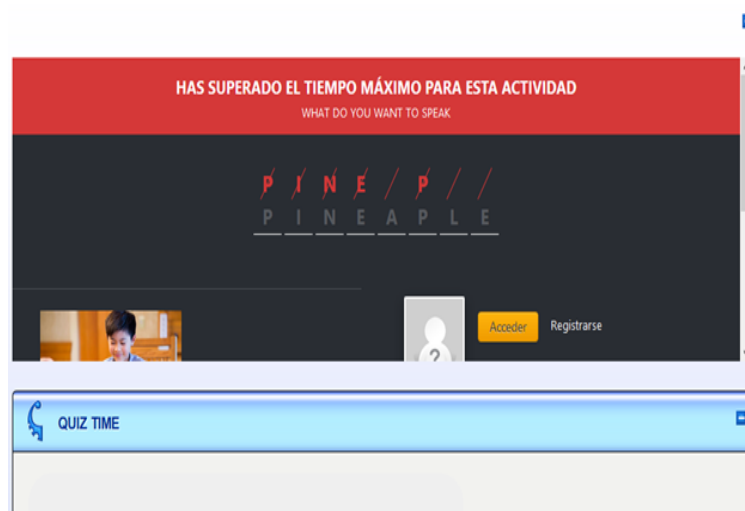 HAS SUPERADO EL TIEMPO MÁXIMO PARA ESTA ACTIVIDAD
WHAT DO YOU WANT TO SPEAK
P I N E / P / /
P I N E A P L E
Acceder Registrarse
?
QUIZ TIME